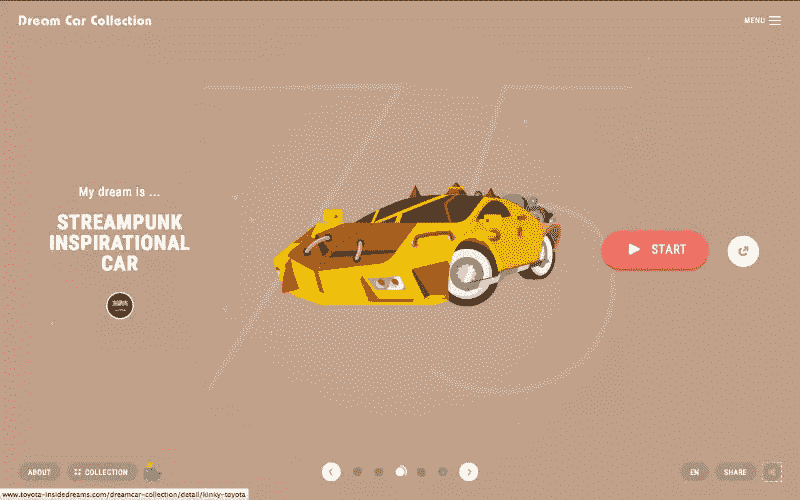 Dream Car Collection
MENU
My dream is ...
STREAMPUNK
INSPIRATIONAL
CAR
START
ABOUT
COLLECTION
EN
SHARE
www.toyota-insidedreams.com/dreamcar-collection/detail/kinky-toyota